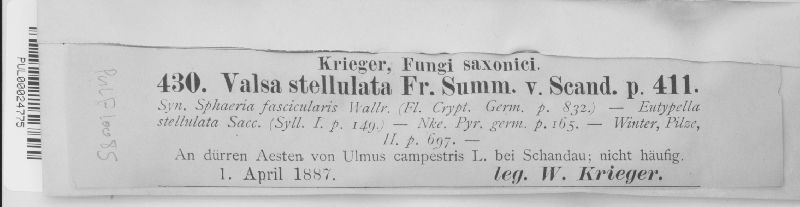 Krieger, Fungi saxonici.
430. Valsa stellulata Fr. Summ. v. Scand. p. 411.
Syn. Sphaeria fascicularis Wallr. (Fl. Crypt. Germ. p. 832.) — Eutypella
stellulata Sacc. (Syll. I. p. 149.) — Nke. Pyr. germ. p. 165. — Winter, Pilze,
II. p. 697. —
An dürren Aesten von Ulmus campestris L. bei Schandau; nicht häufig.
1. April 1887. leg. W. Krieger.
PUL00024775